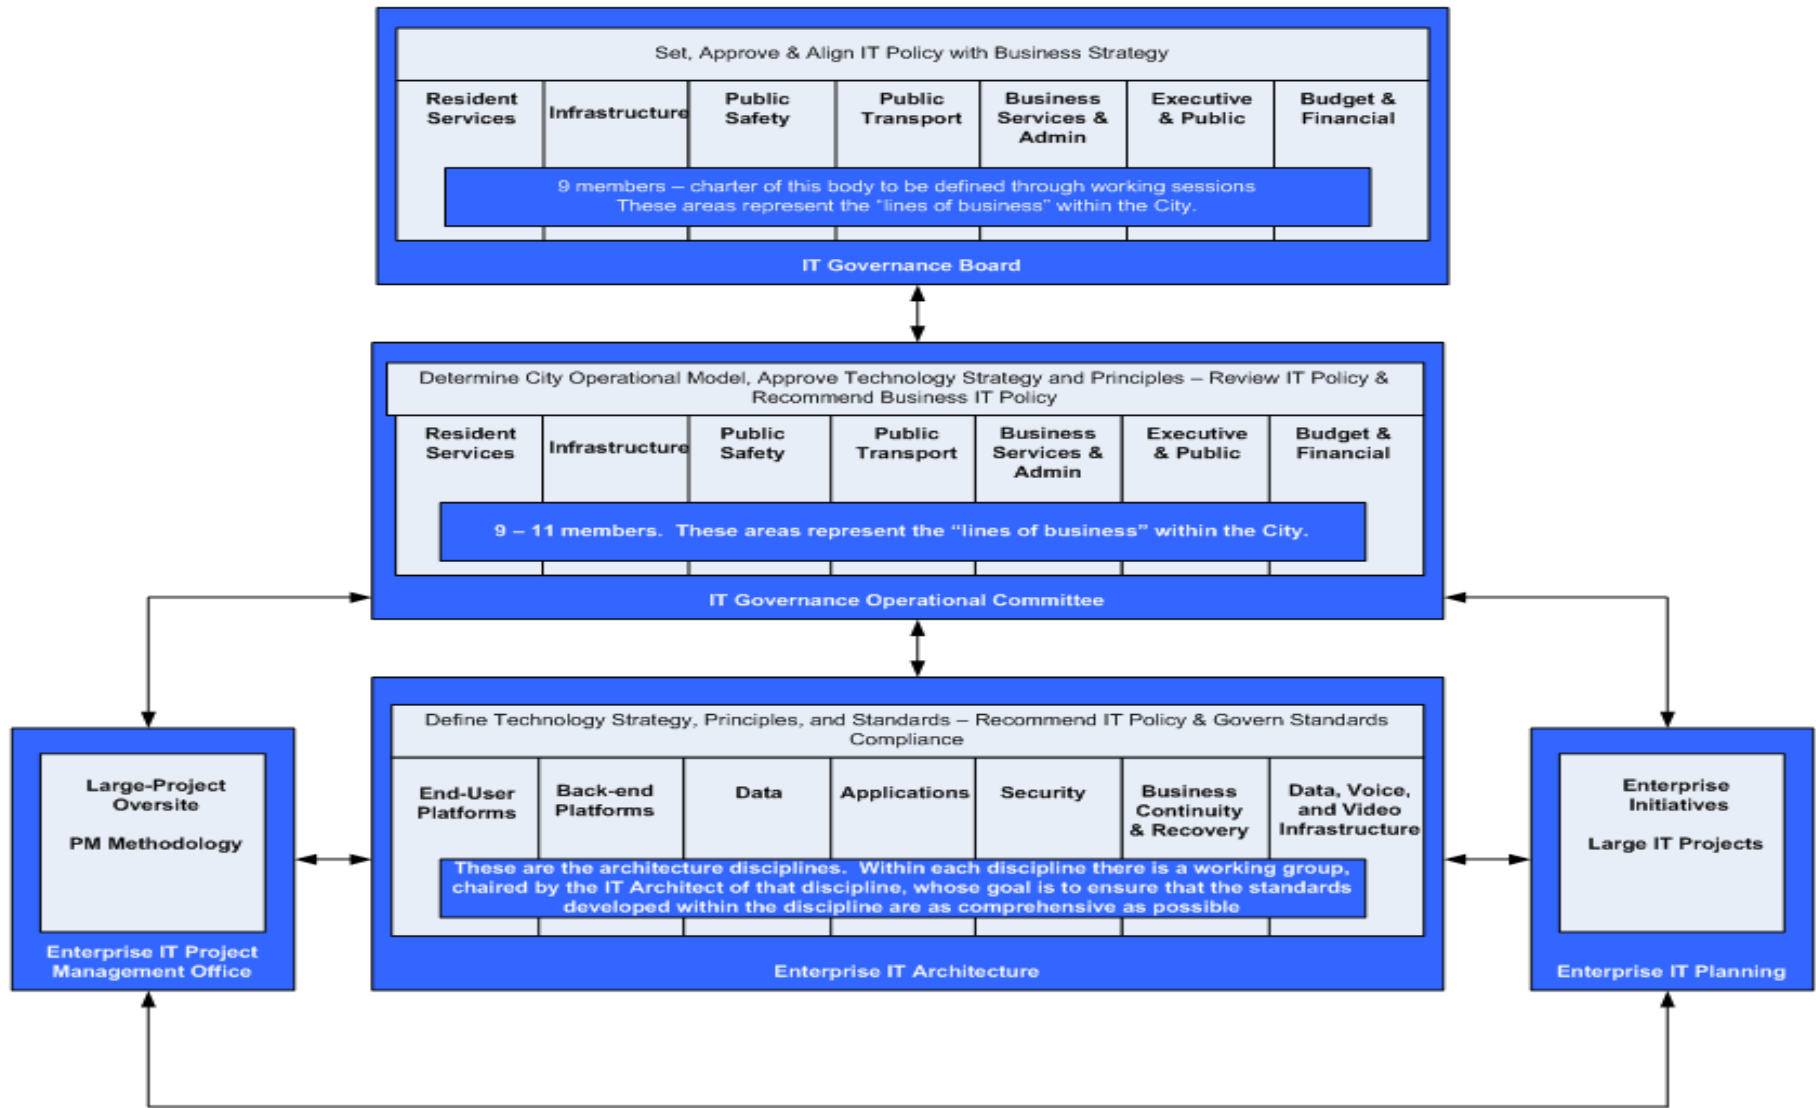 Set, Approve & Align IT Policy with Business Strategy
Resident
Services
Infrastructure
Public
Safety
Public
Transport
Business
Services &
Admin
Executive
& Public
Budget &
Financial
9 members – charter of this body to be defined through working sessions
These areas represent the "lines of business" within the City.
IT Governance Board
Determine City Operational Model, Approve Technology Strategy and Principles – Review IT Policy &
Recommend Business IT Policy
Resident
Services
Infrastructure
Public
Safety
Public
Transport
Business
Services &
Admin
Executive
& Public
Budget &
Financial
9 – 11 members.  These areas represent the “lines of business” within the City.
IT Governance Operational Committee
Large-Project
Oversite
PM Methodology
Enterprise IT Project
Management Office
Define Technology Strategy, Principles, and Standards – Recommend IT Policy & Govern Standards
Compliance
End-User
Platforms
Back-end
Platforms
Data
Applications
Security
Business
Continuity
& Recovery
Data, Voice,
and Video
Infrastructure
These are the architecture disciplines.  Within each discipline there is a working group,
chaired by the IT Architect of that discipline, whose goal is to ensure that the standards
developed within the discipline are as comprehensive as possible
Enterprise IT Architecture
Enterprise
Initiatives
Large IT Projects
Enterprise IT Planning